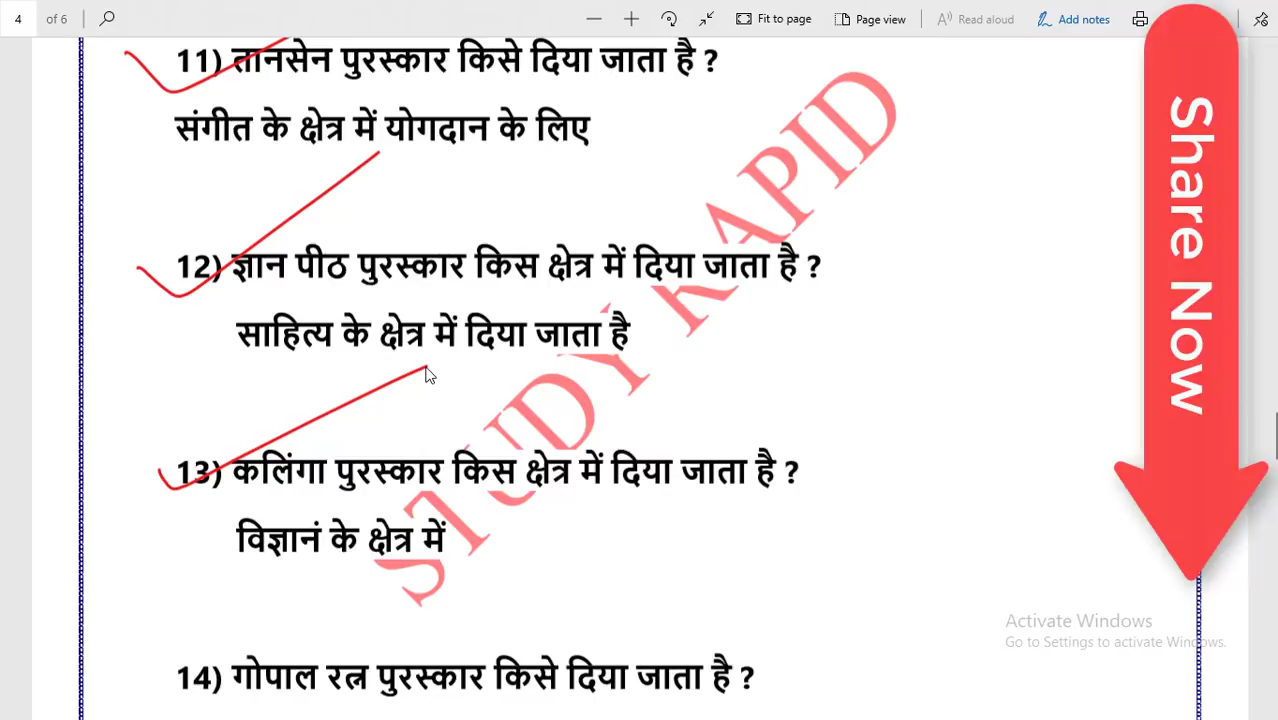 4 of 6 Fit to page Page view Read aloud Add notes
11) तानसेन पुरस्कार किसे दिया जाता है ?
संगीत के क्षेत्र में योगदान के लिए
12) ज्ञान पीठ पुरस्कार किस क्षेत्र में दिया जाता है ?
साहित्य के क्षेत्र में दिया जाता है
13) कलिंगा पुरस्कार किस क्षेत्र में दिया जाता है ?
विज्ञानं के क्षेत्र में
14) गोपाल रत्न पुरस्कार किसे दिया जाता है ?
STUDY RAPID
Share Now
Activate Windows
Go to Settings to activate Windows.